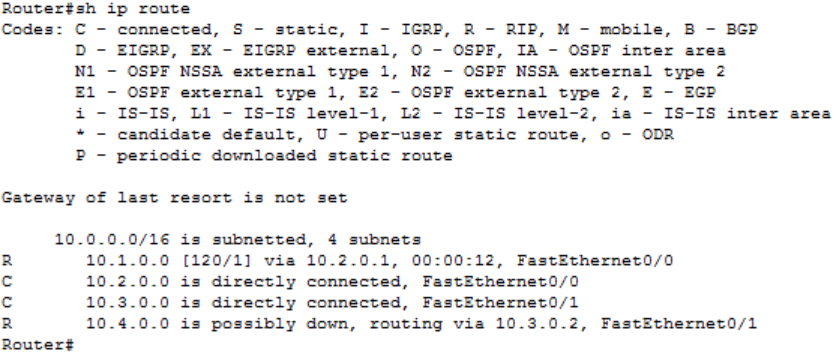 Router#sh ip route
Codes: C - connected, S - static, I - IGRP, R - RIP, M - mobile, B - BGP
D - EIGRP, EX - EIGRP external, O - OSPF, IA - OSPF inter area
N1 - OSPF NSSA external type 1, N2 - OSPF NSSA external type 2
E1 - OSPF external type 1, E2 - OSPF external type 2, E - EGP
i - IS-IS, L1 - IS-IS level-1, L2 - IS-IS level-2, ia - IS-IS inter area
* - candidate default, U - per-user static route, o - ODR
P - periodic downloaded static route
Gateway of last resort is not set
10.0.0.0/16 is subnetted, 4 subnets
R 10.1.0.0 [120/1] via 10.2.0.1, 00:00:12, FastEthernet0/0
C 10.2.0.0 is directly connected, FastEthernet0/0
C 10.3.0.0 is directly connected, FastEthernet0/1
R 10.4.0.0 is possibly down, routing via 10.3.0.2, FastEthernet0/1
Router#